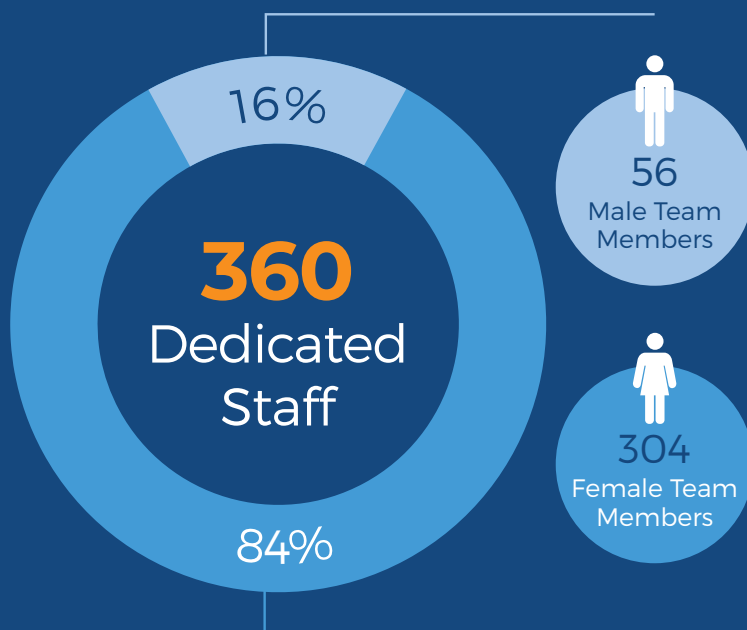 16%
360
Dedicated
Staff
84%
56
Male Team
Members
304
Female Team
Members